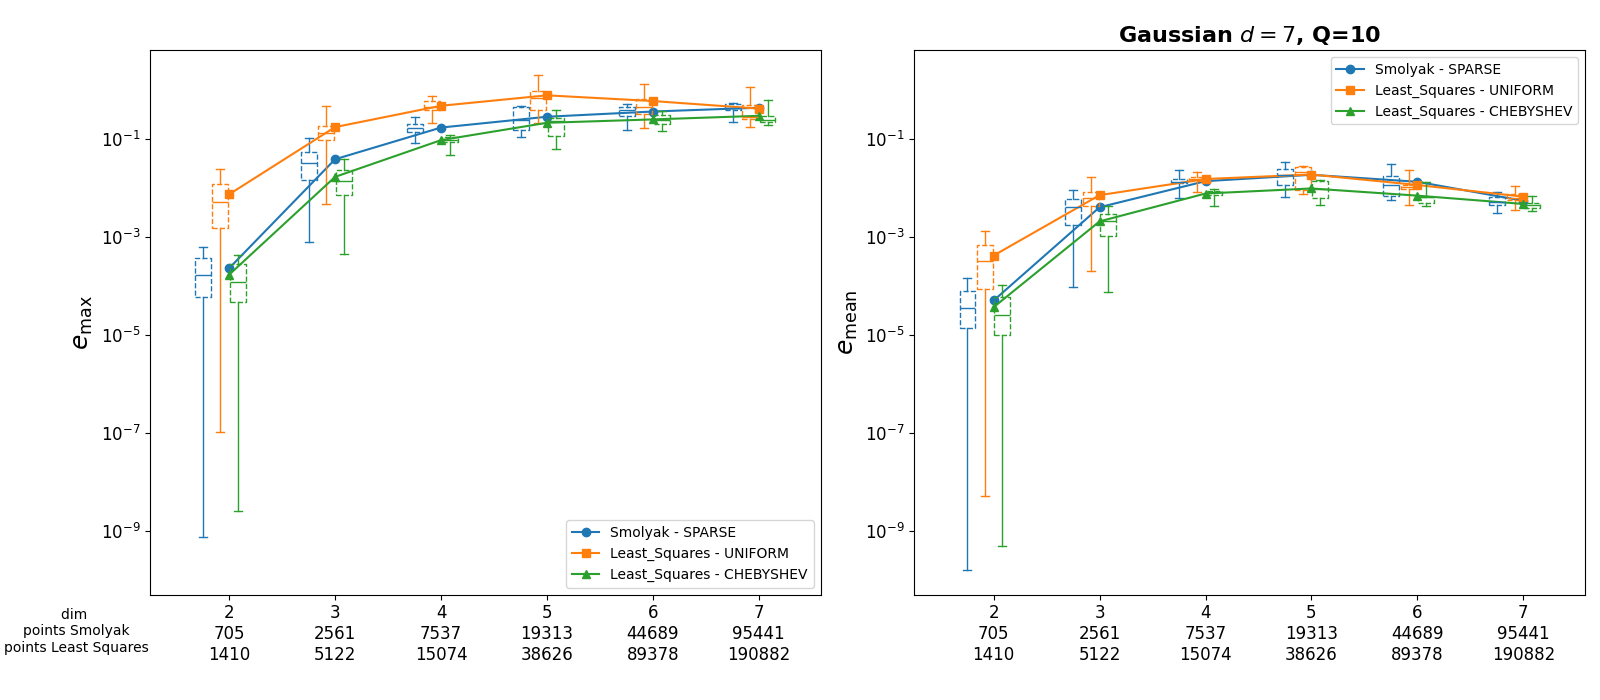 Gaussian d = 7, Q=10
10⁻¹
10⁻³
10⁻⁵
10⁻⁷
10⁻⁹
e_max
Smolyak - SPARSE
Least_Squares - UNIFORM
Least_Squares - CHEBYSHEV
dim 2 3 4 5 6 7
points Smolyak 705 2561 7537 19313 44689 95441
points Least Squares 1410 5122 15074 38626 89378 190882
10⁻¹
10⁻³
10⁻⁵
10⁻⁷
10⁻⁹
e_mean
Smolyak - SPARSE
Least_Squares - UNIFORM
Least_Squares - CHEBYSHEV
2 3 4 5 6 7
705 2561 7537 19313 44689 95441
1410 5122 15074 38626 89378 190882